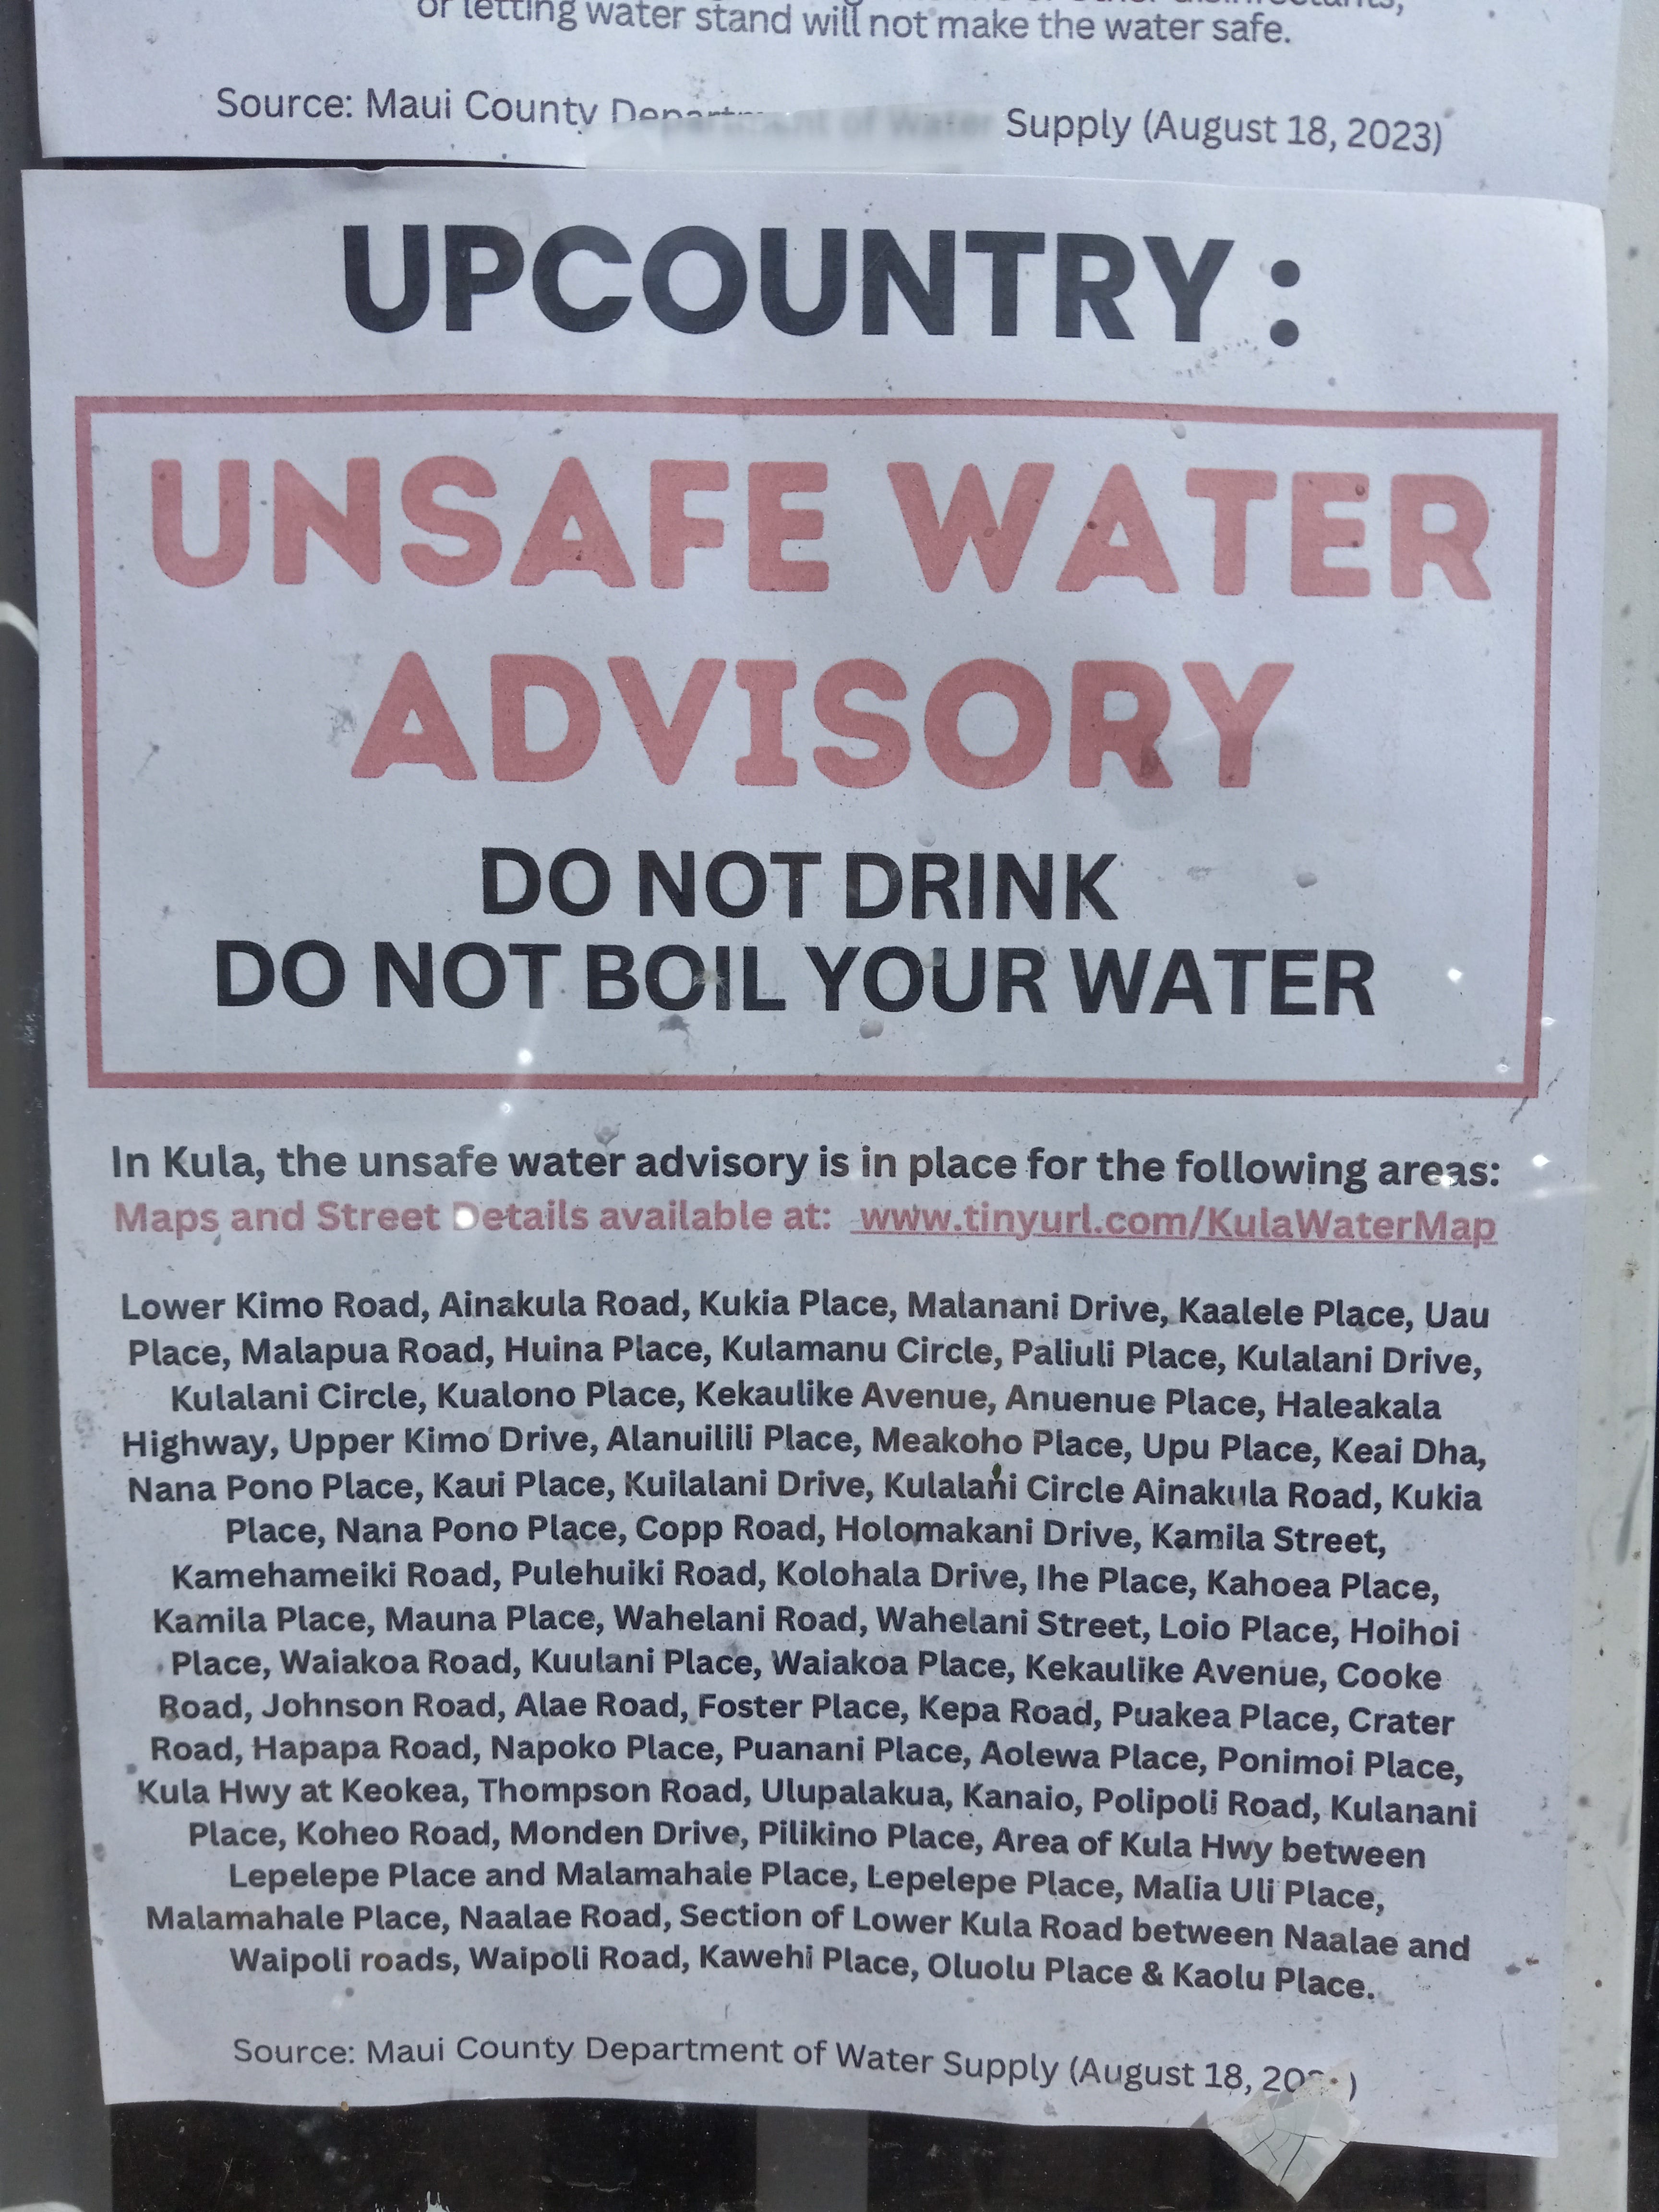 or letting water stand will not make the water safe.
Source: Maui County Department of Water Supply (August 18, 2023)
UPCOUNTRY :
UNSAFE WATER
ADVISORY
DO NOT DRINK
DO NOT BOIL YOUR WATER
In Kula, the unsafe water advisory is in place for the following areas:
Maps and Street Details available at: www.tinyurl.com/KulaWaterMap
Lower Kimo Road, Ainakula Road, Kukia Place, Malanani Drive, Kaalele Place, Uau
Place, Malapua Road, Huina Place, Kulamanu Circle, Paliuli Place, Kulalani Drive,
Kulalani Circle, Kualono Place, Kekaulike Avenue, Anuenue Place, Haleakala
Highway, Upper Kimo Drive, Alanuilili Place, Meakoho Place, Upu Place, Keai Dha,
Nana Pono Place, Kaui Place, Kuilalani Drive, Kulalani Circle Ainakula Road, Kukia
Place, Nana Pono Place, Copp Road, Holomakani Drive, Kamila Street,
Kamehameiki Road, Pulehuiki Road, Kolohala Drive, Ihe Place, Kahoea Place,
Kamila Place, Mauna Place, Wahelani Road, Wahelani Street, Loio Place, Hoihoi
Place, Waiakoa Road, Kuulani Place, Waiakoa Place, Kekaulike Avenue, Cooke
Road, Johnson Road, Alae Road, Foster Place, Kepa Road, Puakea Place, Crater
Road, Hapapa Road, Napoko Place, Puanani Place, Aolewa Place, Ponimoi Place,
Kula Hwy at Keokea, Thompson Road, Ulupalakua, Kanaio, Polipoli Road, Kulanani
Place, Koheo Road, Monden Drive, Pilikino Place, Area of Kula Hwy between
Lepelepe Place and Malamahale Place, Lepelepe Place, Malia Uli Place,
Malamahale Place, Naalae Road, Section of Lower Kula Road between Naalae and
Waipoli roads, Waipoli Road, Kawehi Place, Oluolu Place & Kaolu Place.
Source: Maui County Department of Water Supply (August 18,